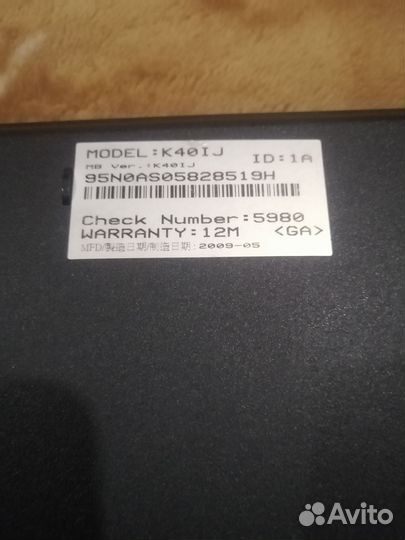 MODEL:K40IJ ID:1A
MB Ver.:K40IJ
95N0AS05828519H
Check Number:5980
WARRANTY:12M <GA>
MFD/製造日期/制造日期:2009-05
Avito